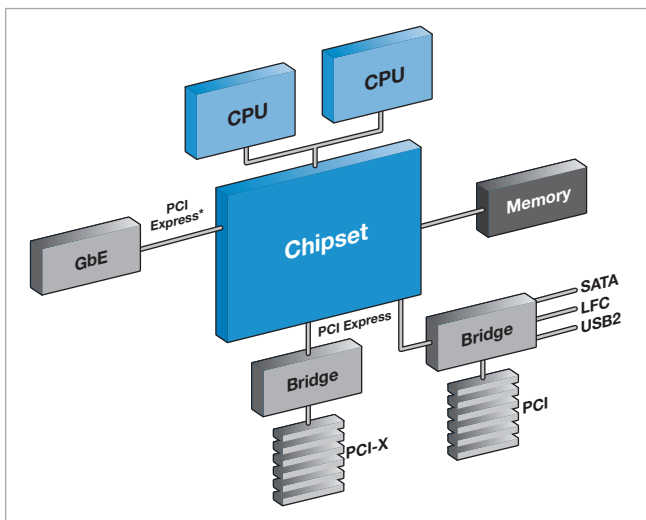 CPU
CPU
PCI
Express*
Memory
GbE
Chipset
SATA
LFC
USB2
PCI Express
Bridge
Bridge
PCI
PCI-X